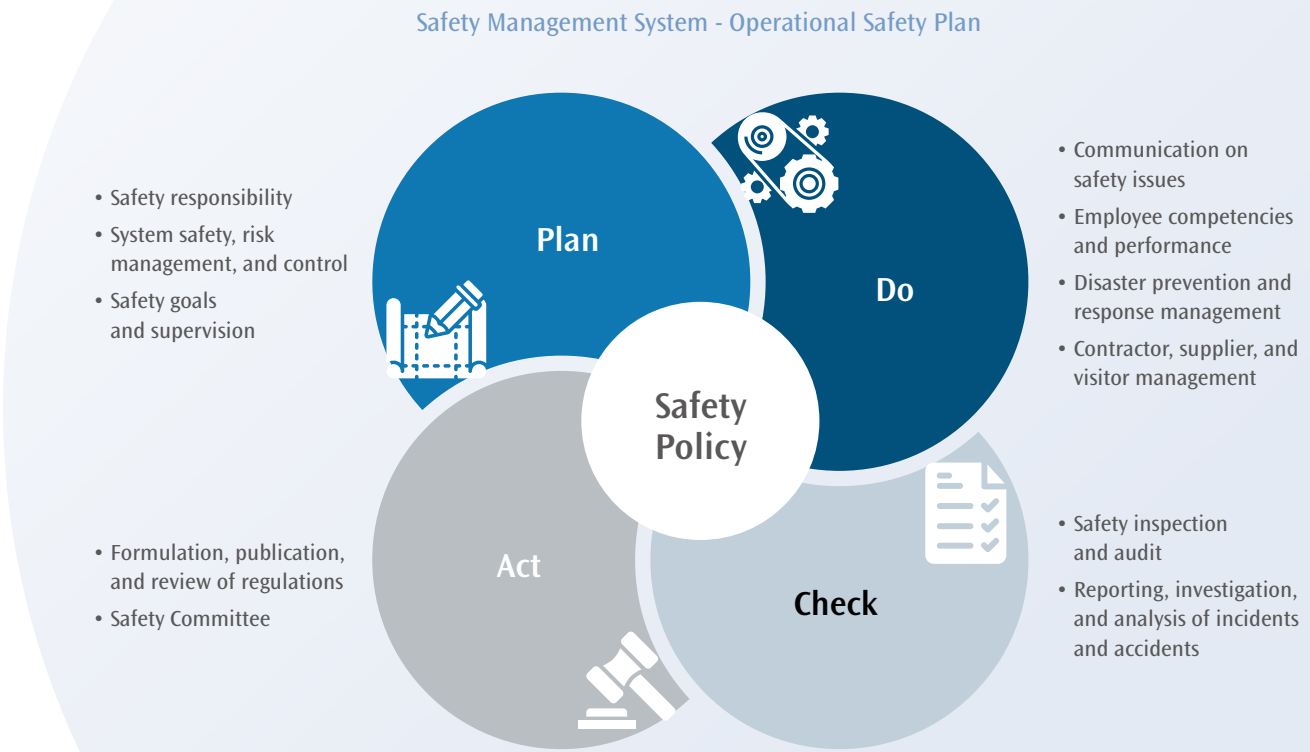 Safety Management System - Operational Safety Plan
Plan
• Safety responsibility
• System safety, risk
management, and control
• Safety goals
and supervision
Do
• Communication on
safety issues
• Employee competencies
and performance
• Disaster prevention and
response management
• Contractor, supplier, and
visitor management
Safety
Policy
Act
• Formulation, publication,
and review of regulations
• Safety Committee
Check
• Safety inspection
and audit
• Reporting, investigation,
and analysis of incidents
and accidents